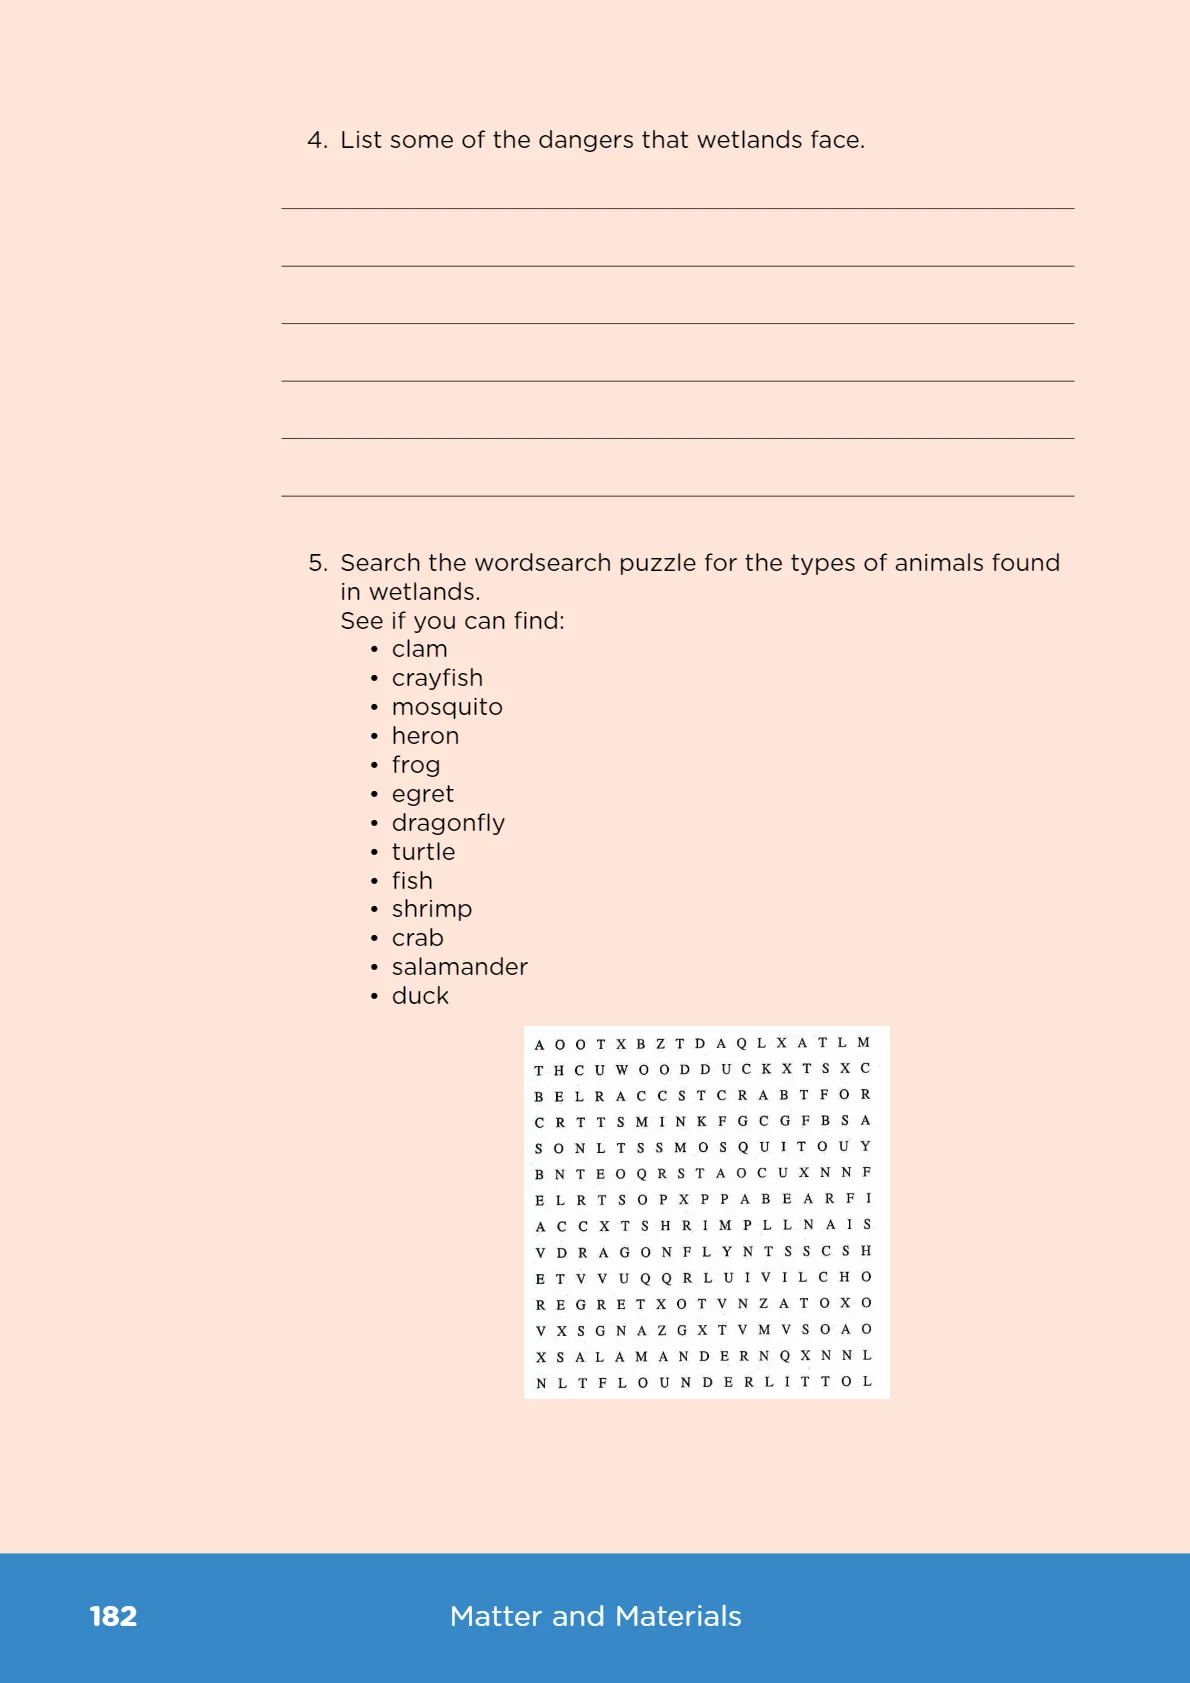 4. List some of the dangers that wetlands face.
5. Search the wordsearch puzzle for the types of animals found
in wetlands.
See if you can find:
• clam
• crayfish
• mosquito
• heron
• frog
• egret
• dragonfly
• turtle
• fish
• shrimp
• crab
• salamander
• duck
A O O T X B Z T D A Q L X A T L M
T H C U W O O D D U C K X T S X C
B E L R A C C S T C R A B T F O R
C R T T S M I N K F G C G F B S A
S O N L T S S M O S Q U I T O U Y
B N T E O Q R S T A O C U X N N F
E L R T S O P X P P A B E A R F I
A C C X T S H R I M P L L N A I S
V D R A G O N F L Y N T S S C S H
E T V V U Q Q R L U I V I L C H O
R E G R E T X O T V N Z A T O X O
V X S G N A Z G X T V M V S O A O
X S A L A M A N D E R N Q X N N L
N L T F L O U N D E R L I T T O L
182 Matter and Materials